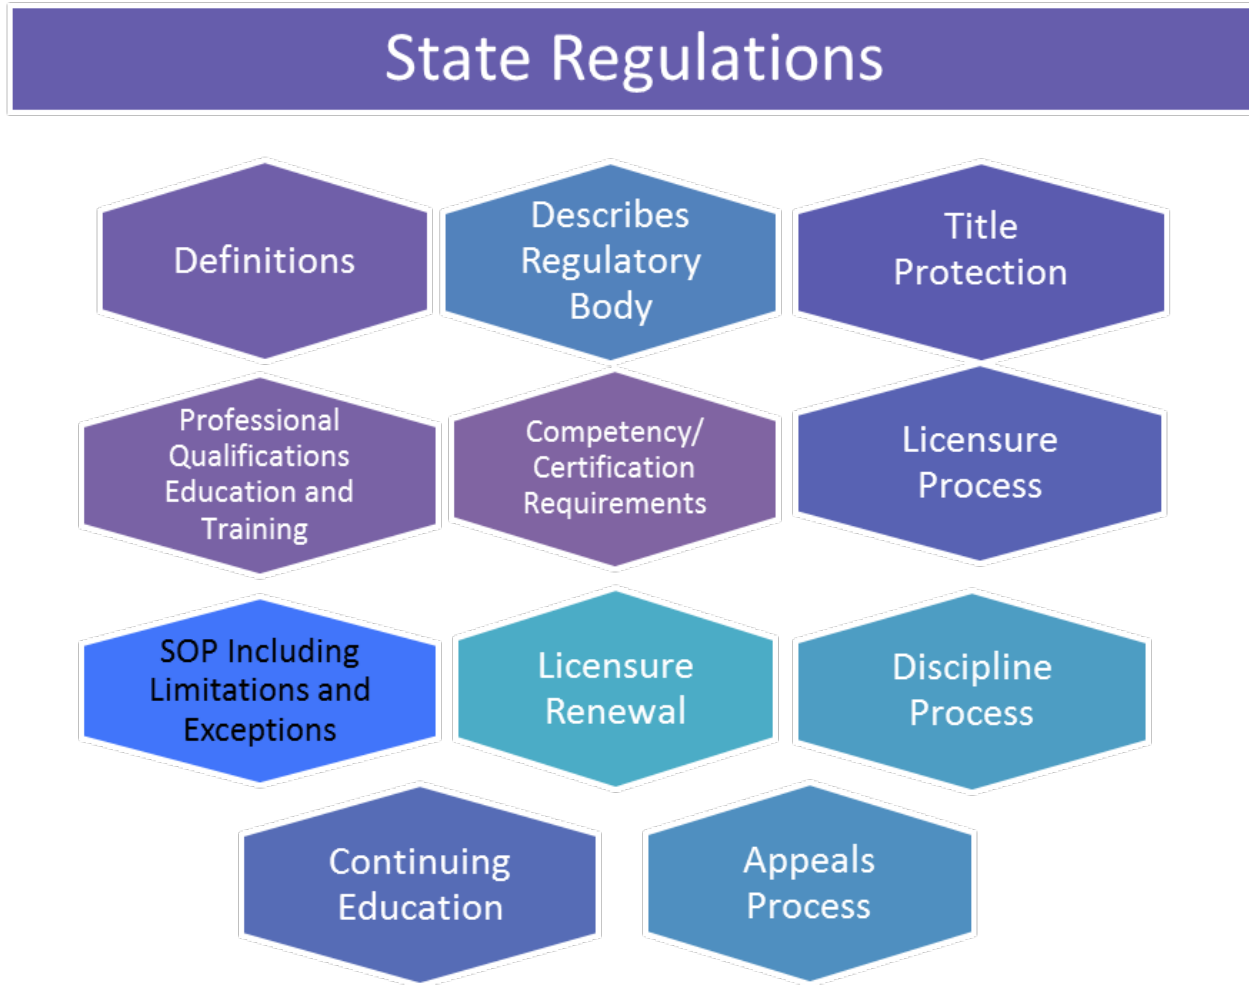 State Regulations
Definitions
Describes
Regulatory
Body
Title
Protection
Professional
Qualifications
Education and
Training
Competency/
Certification
Requirements
Licensure
Process
SOP Including
Limitations and
Exceptions
Licensure
Renewal
Discipline
Process
Continuing
Education
Appeals
Process